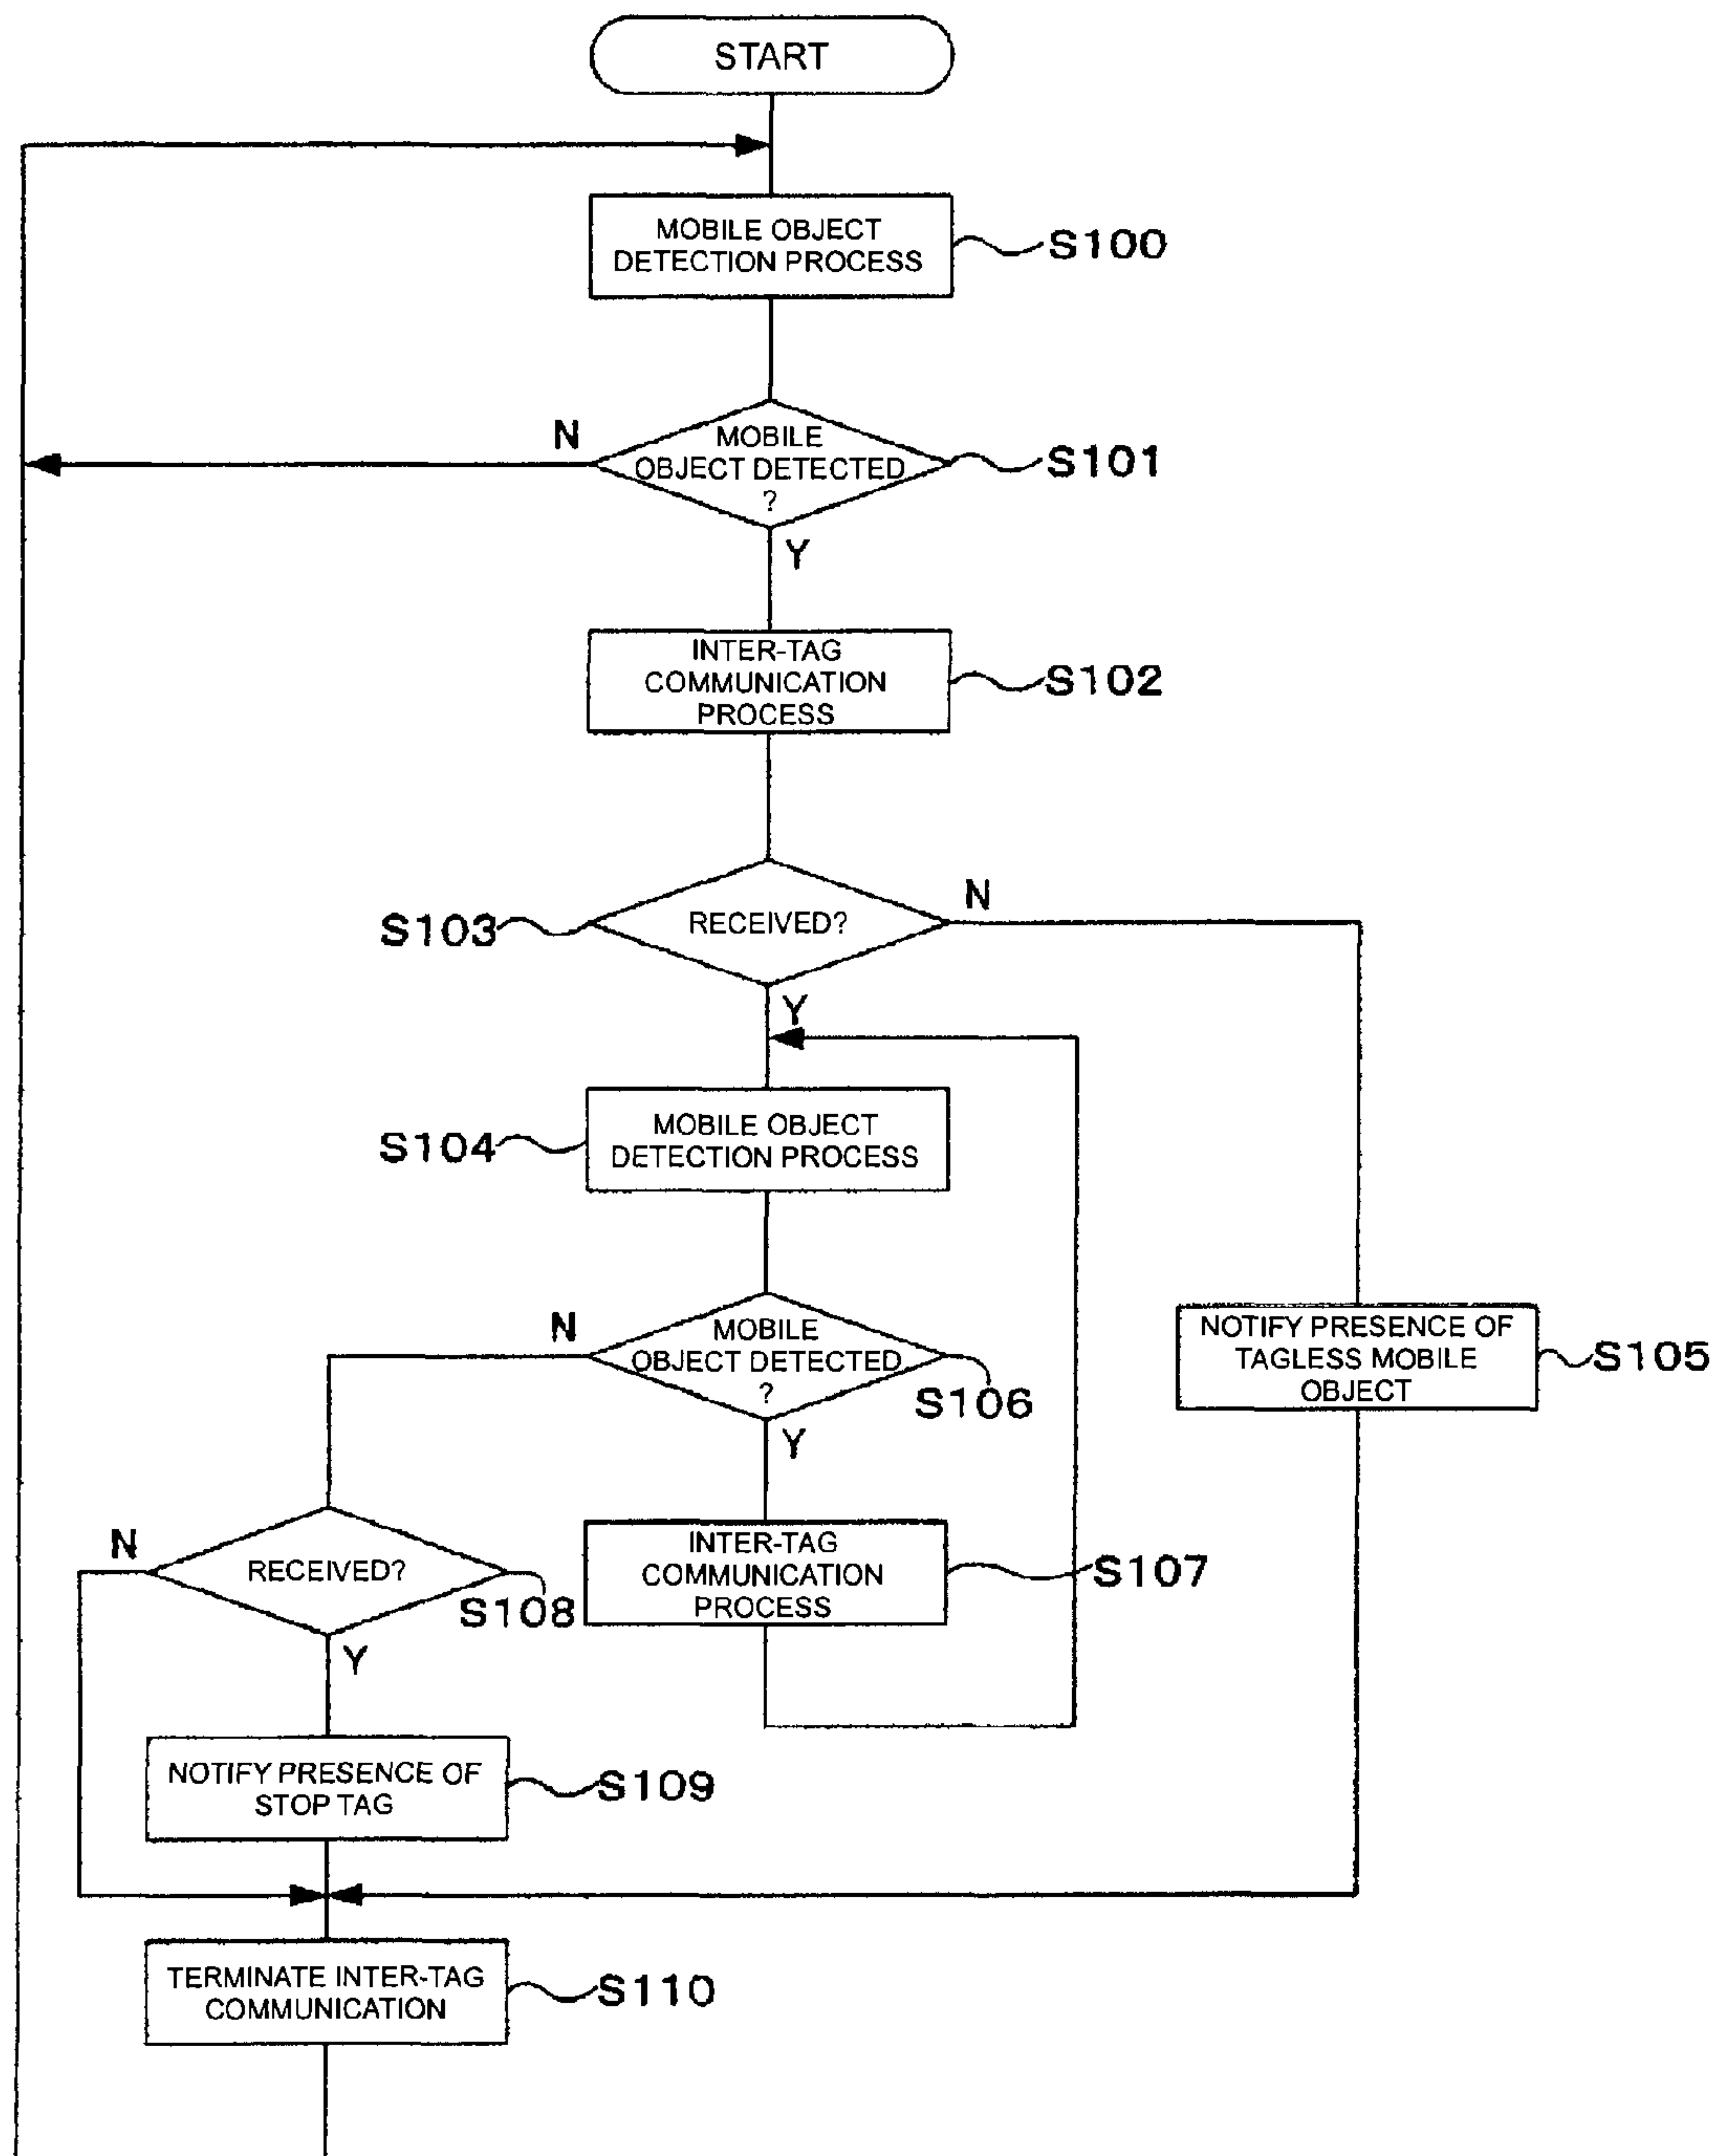 START
MOBILE OBJECT
DETECTION PROCESS
S100
N
MOBILE
OBJECT DETECTED
?
S101
Y
INTER-TAG
COMMUNICATION
PROCESS
S102
S103
RECEIVED?
N
Y
S104
MOBILE OBJECT
DETECTION PROCESS
N
MOBILE
OBJECT DETECTED
?
S106
Y
NOTIFY PRESENCE OF
TAGLESS MOBILE
OBJECT
S105
N
RECEIVED?
S108
Y
INTER-TAG
COMMUNICATION
PROCESS
S107
NOTIFY PRESENCE OF
STOP TAG
S109
TERMINATE INTER-TAG
COMMUNICATION
S110